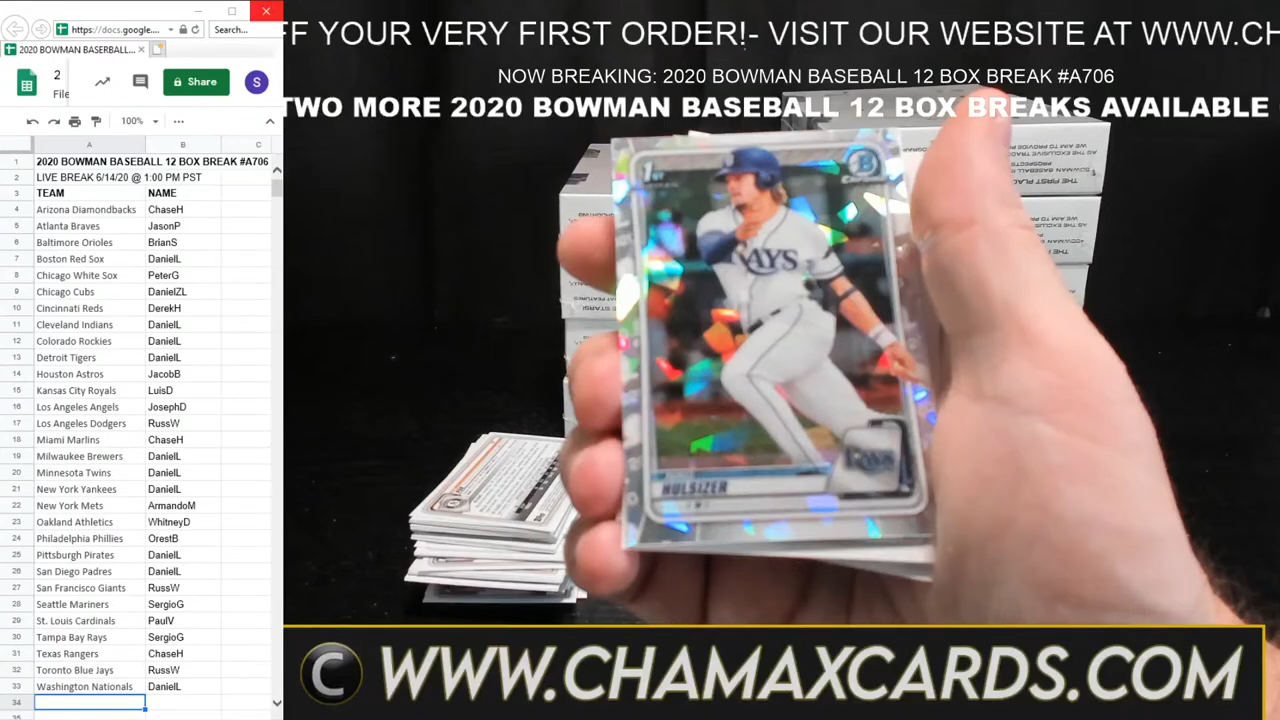 https://docs.google....
Search...
2020 BOWMAN BASEBALL...
2
File
Share
S
100%
A B C
1 2020 BOWMAN BASEBALL 12 BOX BREAK #A706
2 LIVE BREAK 6/14/20 @ 1:00 PM PST
3 TEAM NAME
4 Arizona Diamondbacks ChaseH
5 Atlanta Braves JasonP
6 Baltimore Orioles BrianS
7 Boston Red Sox DanielL
8 Chicago White Sox PeterG
9 Chicago Cubs DanielZL
10 Cincinnati Reds DerekH
11 Cleveland Indians DanielL
12 Colorado Rockies DanielL
13 Detroit Tigers DanielL
14 Houston Astros JacobB
15 Kansas City Royals LuisD
16 Los Angeles Angels JosephD
17 Los Angeles Dodgers RussW
18 Miami Marlins ChaseH
19 Milwaukee Brewers DanielL
20 Minnesota Twins DanielL
21 New York Yankees DanielL
22 New York Mets ArmandoM
23 Oakland Athletics WhitneyD
24 Philadelphia Phillies OrestB
25 Pittsburgh Pirates DanielL
26 San Diego Padres DanielL
27 San Francisco Giants RussW
28 Seattle Mariners SergioG
29 St. Louis Cardinals PaulV
30 Tampa Bay Rays SergioG
31 Texas Rangers ChaseH
32 Toronto Blue Jays RussW
33 Washington Nationals DanielL
34
FF YOUR VERY FIRST ORDER!- VISIT OUR WEBSITE AT WWW.CH
NOW BREAKING: 2020 BOWMAN BASEBALL 12 BOX BREAK #A706
TWO MORE 2020 BOWMAN BASEBALL 12 BOX BREAKS AVAILABLE
1st
B
RAYS
RAYS
HULSIZER
THE FIRST PLAC
C WWW.CHAMAXCARDS.COM